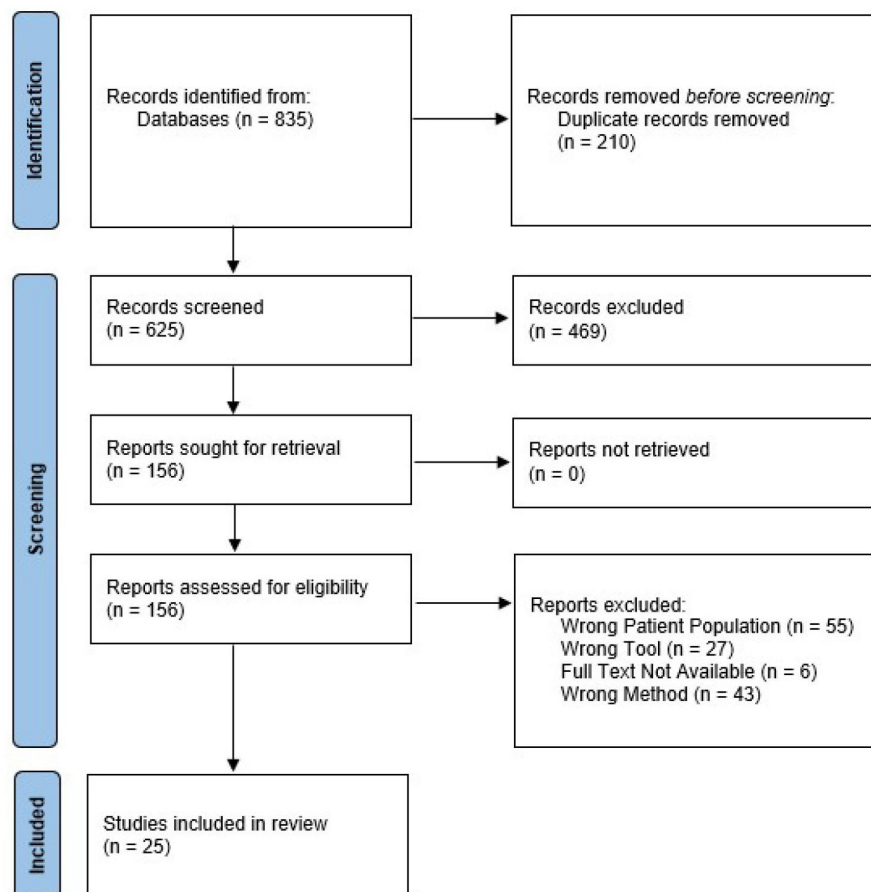 Identification
Records identified from:
Databases (n = 835)
Records removed before screening:
Duplicate records removed
(n = 210)
Screening
Records screened
(n = 625)
Records excluded
(n = 469)
Reports sought for retrieval
(n = 156)
Reports not retrieved
(n = 0)
Reports assessed for eligibility
(n = 156)
Reports excluded:
Wrong Patient Population (n = 55)
Wrong Tool (n = 27)
Full Text Not Available (n = 6)
Wrong Method (n = 43)
Included
Studies included in review
(n = 25)